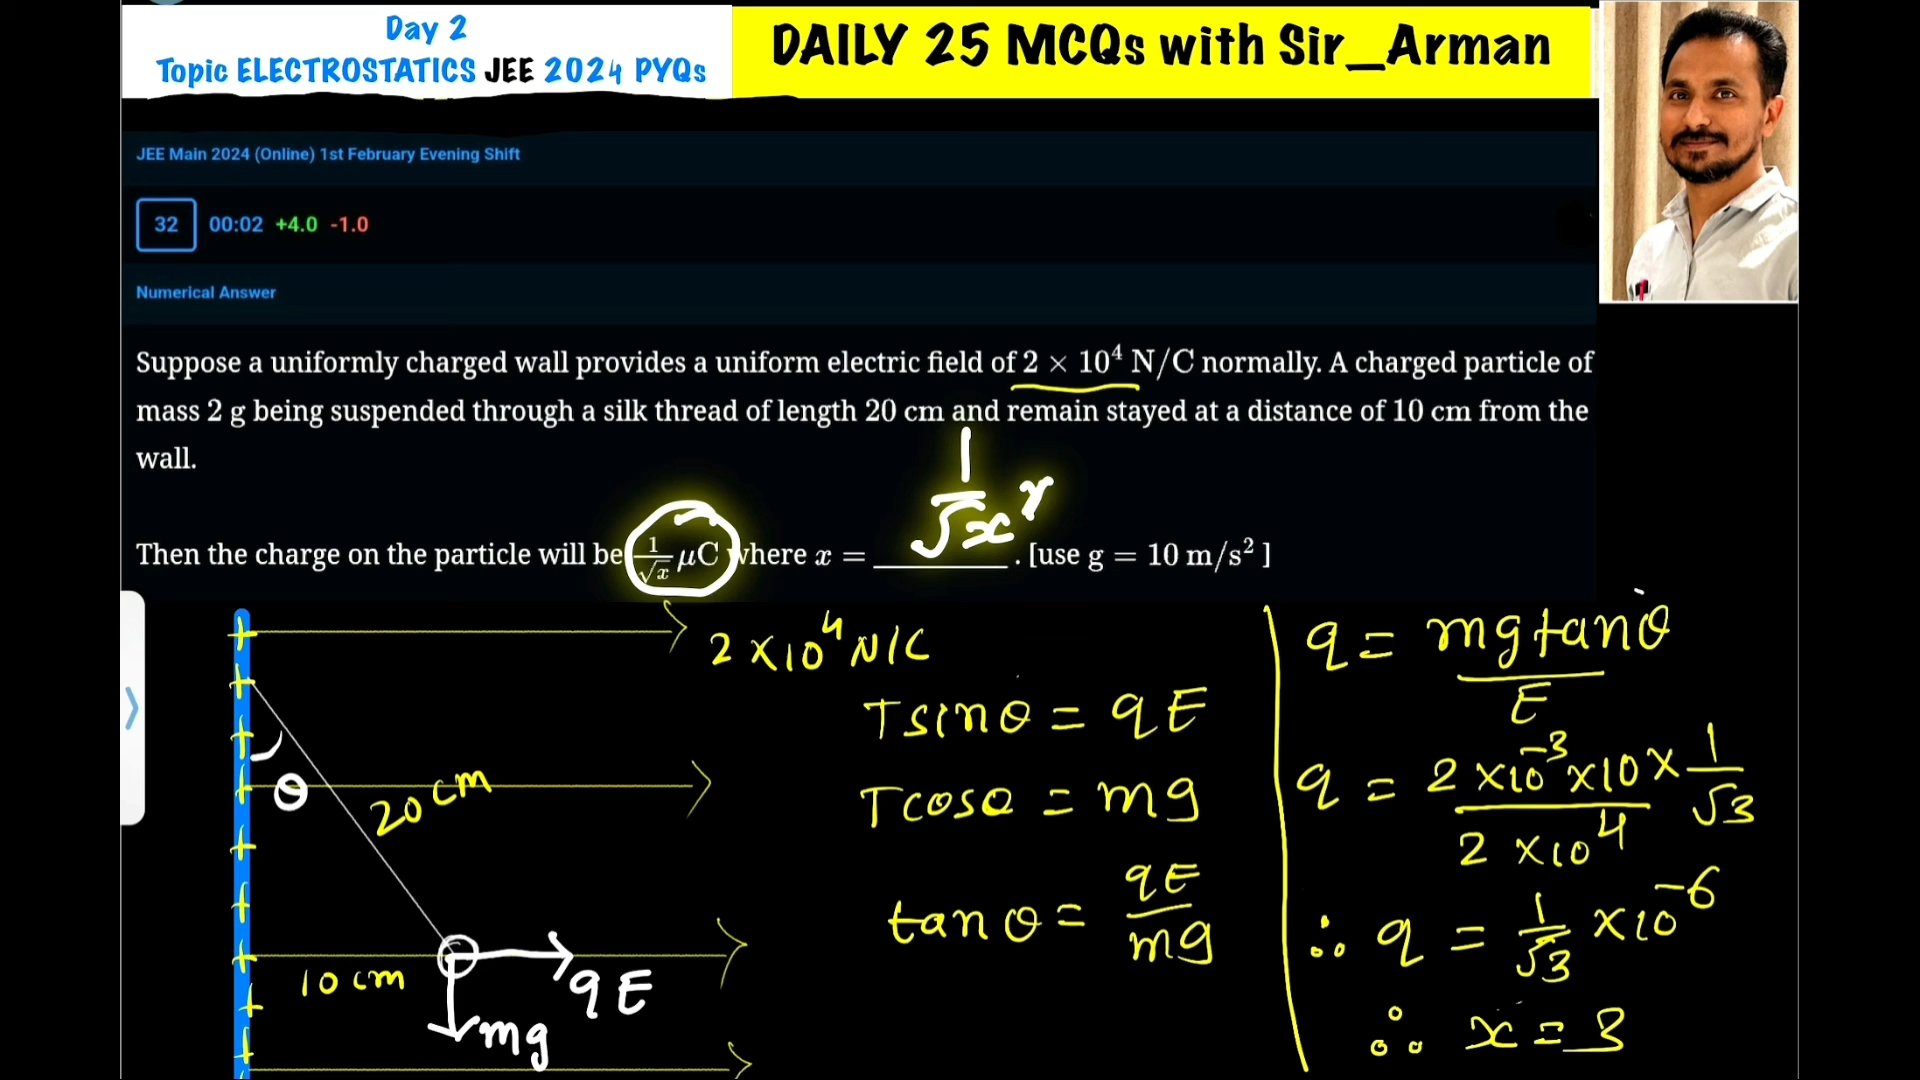 Day 2
Topic ELECTROSTATICS JEE 2024 PYQs
DAILY 25 MCQs with Sir_Arman
JEE Main 2024 (Online) 1st February Evening Shift
32 00:02 +4.0 -1.0
Numerical Answer
Suppose a uniformly charged wall provides a uniform electric field of 2 × 10⁴ N/C normally. A charged particle of
mass 2 g being suspended through a silk thread of length 20 cm and remain stayed at a distance of 10 cm from the
wall.
1/√x
Then the charge on the particle will be 1/√x μC where x = ________ . [use g = 10 m/s² ]
2 × 10⁴ N/C
θ
20 cm
10 cm
qE
mg
T sinθ = qE
T cosθ = mg
tanθ = qE/mg
q = mg tanθ / E
q = 2 × 10⁻³ × 10 × 1/√3 / 2 × 10⁴
∴ q = 1/√3 × 10⁻⁶
∴ x = 3